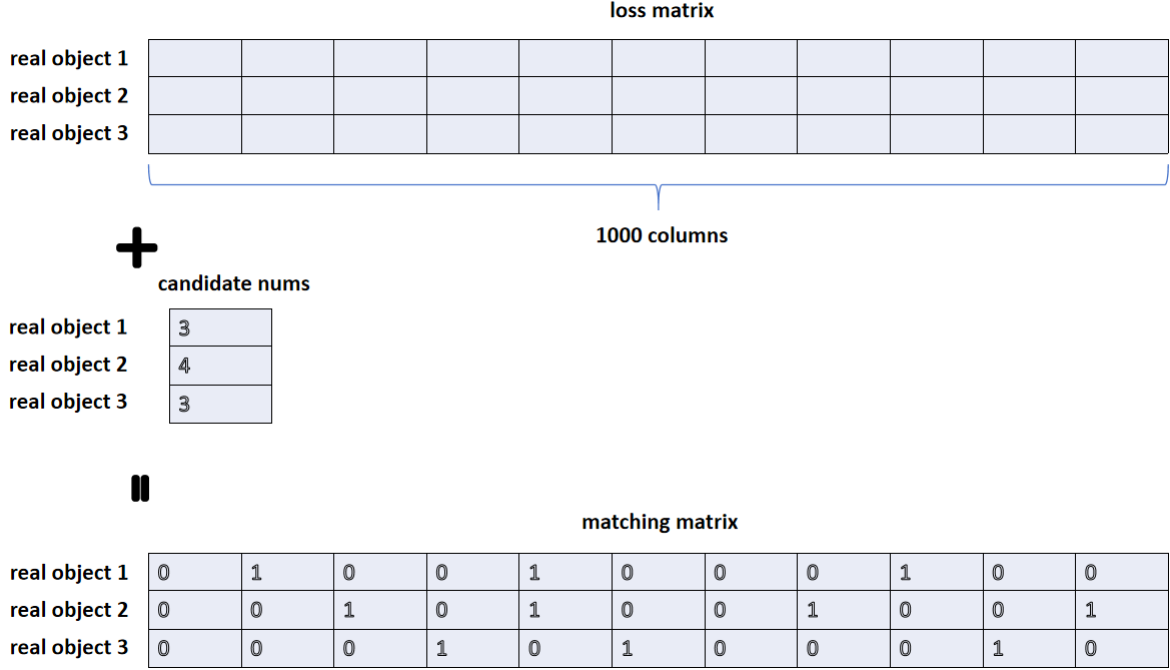 loss matrix
real object 1
real object 2
real object 3
1000 columns
candidate nums
real object 1 3
real object 2 4
real object 3 3
matching matrix
real object 1 0 1 0 0 1 0 0 0 1 0 0
real object 2 0 0 1 0 1 0 0 1 0 0 1
real object 3 0 0 0 1 0 1 0 0 0 1 0